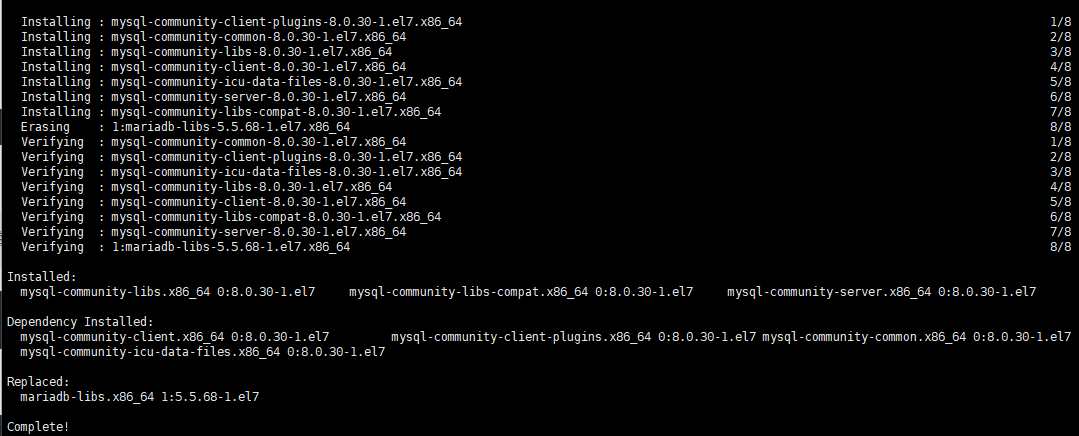 Installing : mysql-community-client-plugins-8.0.30-1.el7.x86_64 1/8
Installing : mysql-community-common-8.0.30-1.el7.x86_64 2/8
Installing : mysql-community-libs-8.0.30-1.el7.x86_64 3/8
Installing : mysql-community-client-8.0.30-1.el7.x86_64 4/8
Installing : mysql-community-icu-data-files-8.0.30-1.el7.x86_64 5/8
Installing : mysql-community-server-8.0.30-1.el7.x86_64 6/8
Installing : mysql-community-libs-compat-8.0.30-1.el7.x86_64 7/8
Erasing : 1:mariadb-libs-5.5.68-1.el7.x86_64 8/8
Verifying : mysql-community-common-8.0.30-1.el7.x86_64 1/8
Verifying : mysql-community-client-plugins-8.0.30-1.el7.x86_64 2/8
Verifying : mysql-community-icu-data-files-8.0.30-1.el7.x86_64 3/8
Verifying : mysql-community-libs-8.0.30-1.el7.x86_64 4/8
Verifying : mysql-community-client-8.0.30-1.el7.x86_64 5/8
Verifying : mysql-community-libs-compat-8.0.30-1.el7.x86_64 6/8
Verifying : mysql-community-server-8.0.30-1.el7.x86_64 7/8
Verifying : 1:mariadb-libs-5.5.68-1.el7.x86_64 8/8
Installed:
mysql-community-libs.x86_64 0:8.0.30-1.el7 mysql-community-libs-compat.x86_64 0:8.0.30-1.el7 mysql-community-server.x86_64 0:8.0.30-1.el7
Dependency Installed:
mysql-community-client.x86_64 0:8.0.30-1.el7 mysql-community-client-plugins.x86_64 0:8.0.30-1.el7 mysql-community-common.x86_64 0:8.0.30-1.el7
mysql-community-icu-data-files.x86_64 0:8.0.30-1.el7
Replaced:
mariadb-libs.x86_64 1:5.5.68-1.el7
Complete!